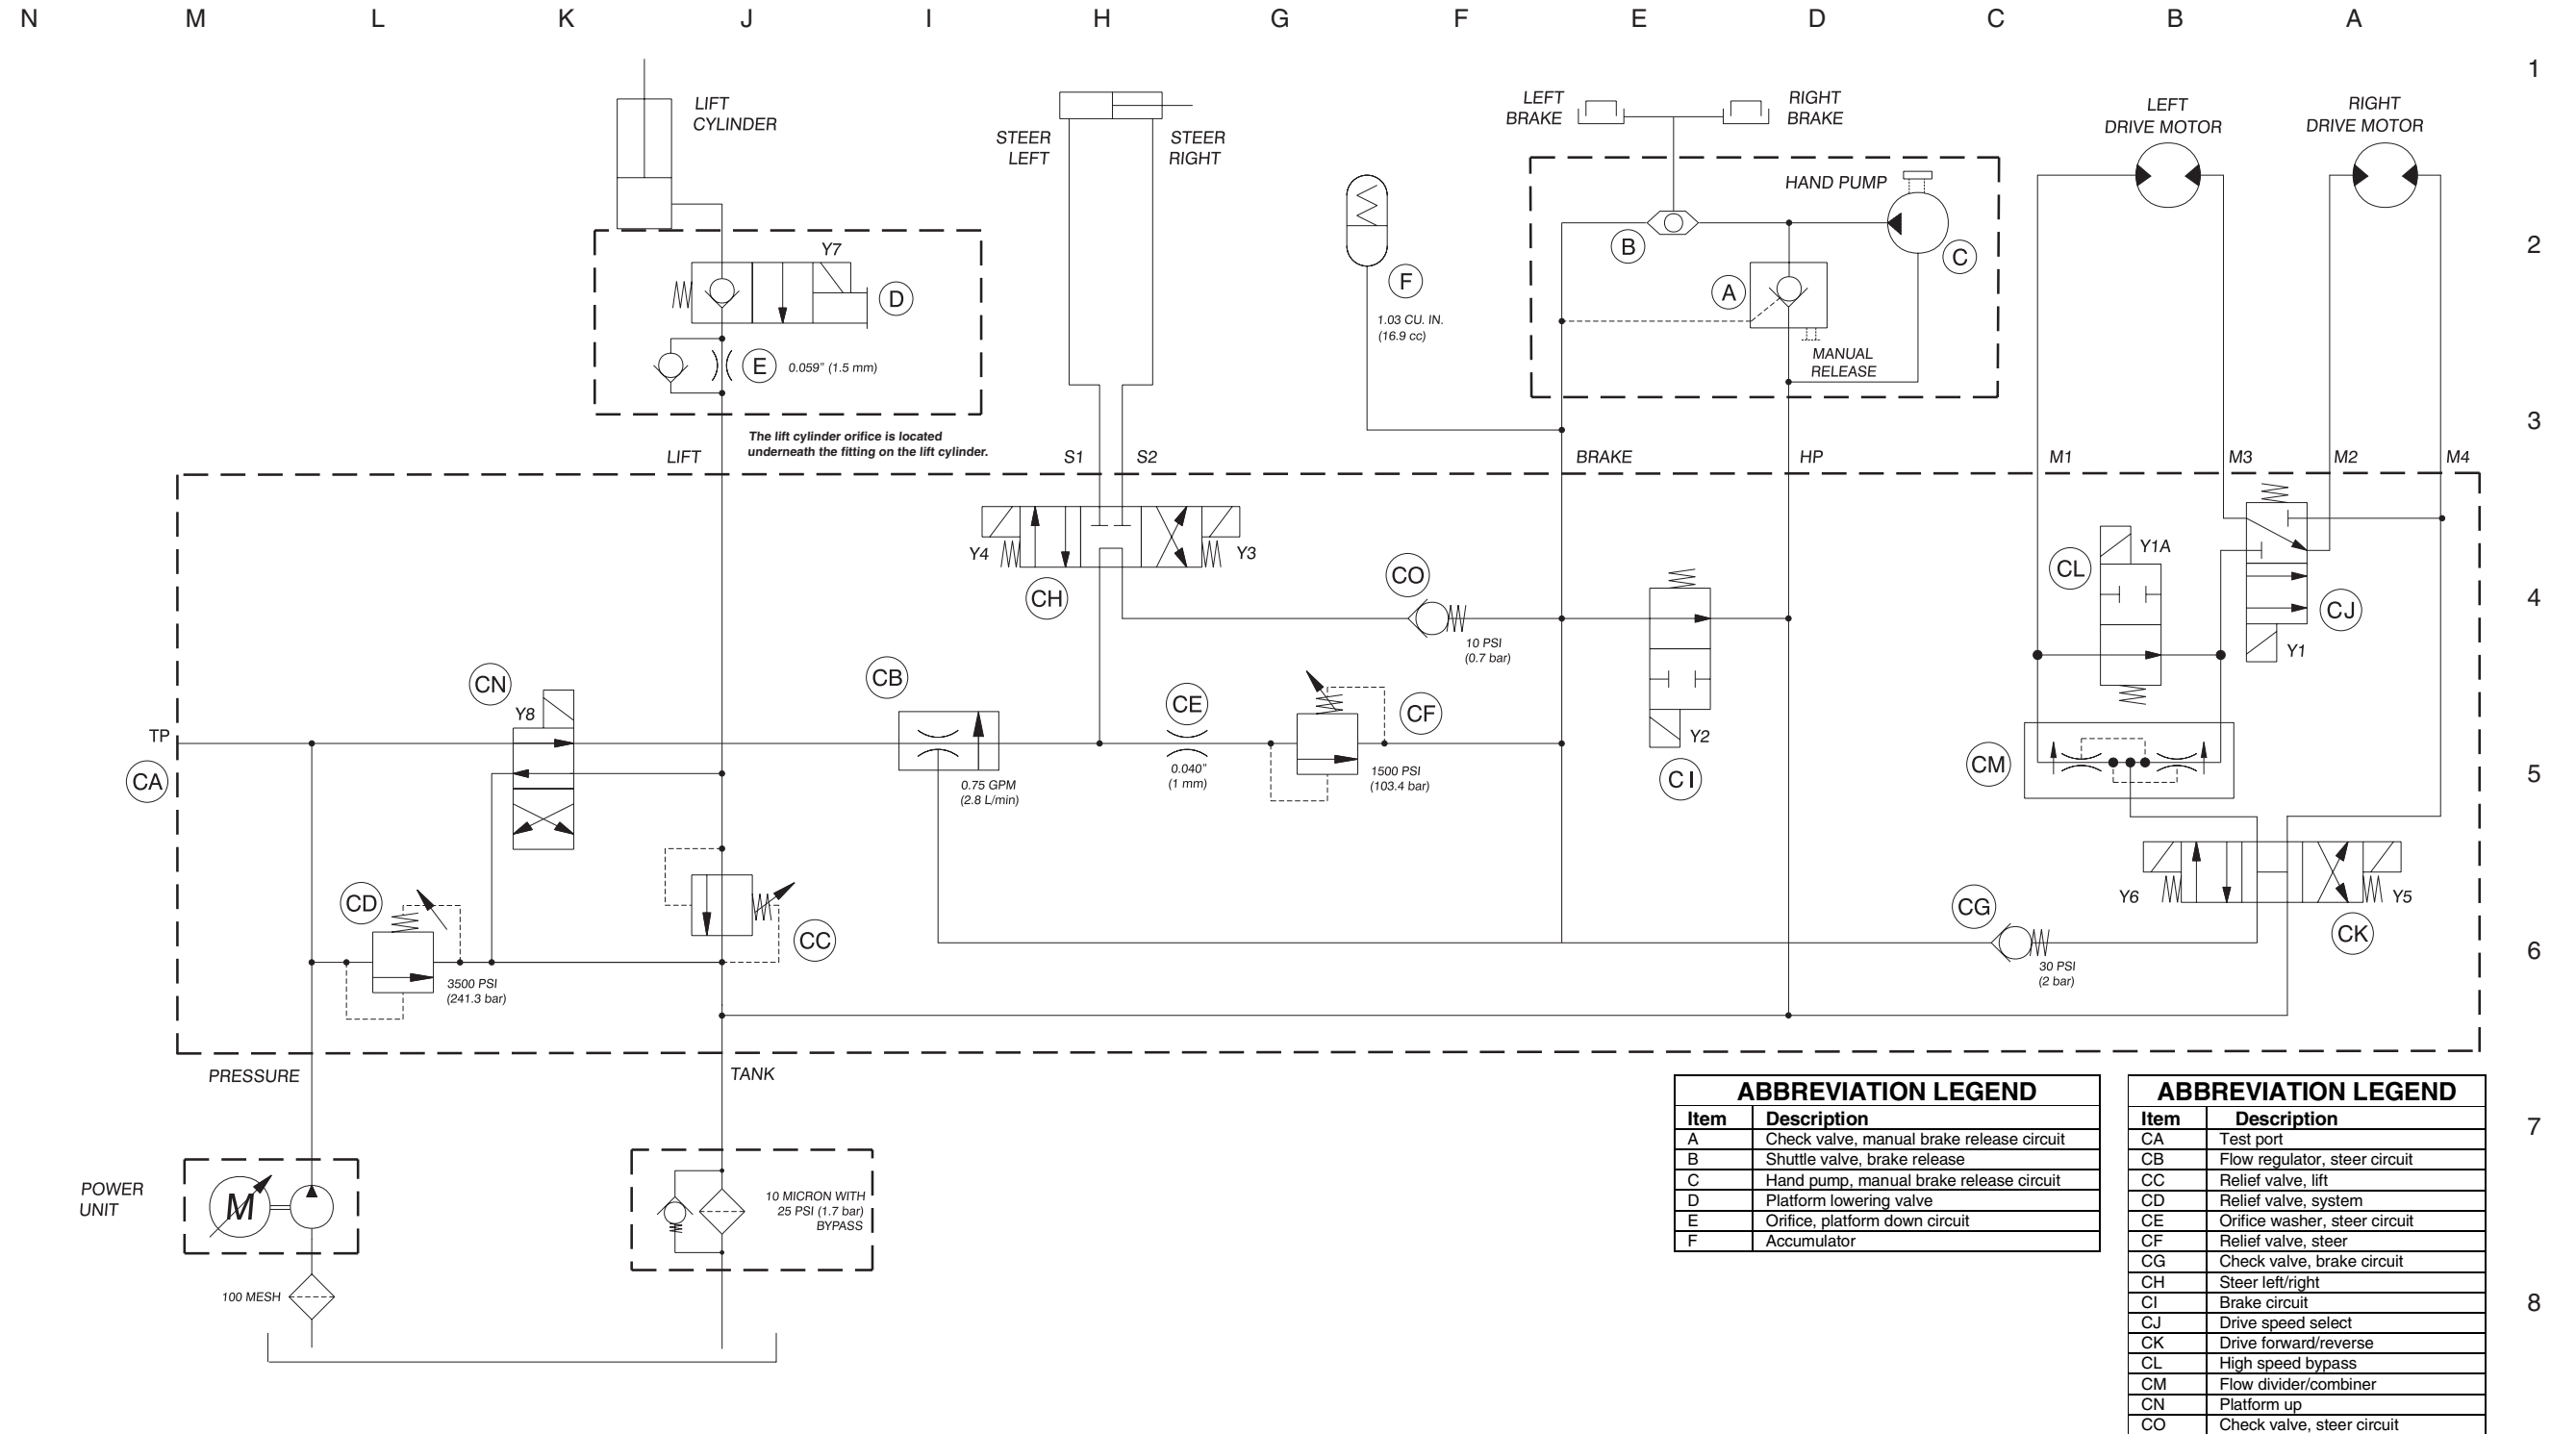 N M L K J I H G F E D C B A
1
2
3
4
5
6
7
8
LIFT
CYLINDER
STEER
LEFT
STEER
RIGHT
LEFT
BRAKE
RIGHT
BRAKE
LEFT
DRIVE MOTOR
RIGHT
DRIVE MOTOR
HAND PUMP
Y7
D
E
0.059" (1.5 mm)
F
1.03 CU. IN.
(16.9 cc)
B
C
A
MANUAL
RELEASE
The lift cylinder orifice is located
underneath the fitting on the lift cylinder.
LIFT
S1
S2
BRAKE
HP
M1
M3
M2
M4
Y4
Y3
CH
CO
10 PSI
(0.7 bar)
CL
Y1A
CJ
Y1
CN
Y8
CB
0.75 GPM
(2.8 L/min)
CE
0.040"
(1 mm)
CF
1500 PSI
(103.4 bar)
Y2
CI
CM
TP
CA
CD
3500 PSI
(241.3 bar)
CC
CG
30 PSI
(2 bar)
Y6
Y5
CK
PRESSURE
TANK
POWER
UNIT
M
10 MICRON WITH
25 PSI (1.7 bar)
BYPASS
100 MESH
ABBREVIATION LEGEND
Item Description
A Check valve, manual brake release circuit
B Shuttle valve, brake release
C Hand pump, manual brake release circuit
D Platform lowering valve
E Orifice, platform down circuit
F Accumulator
ABBREVIATION LEGEND
Item Description
CA Test port
CB Flow regulator, steer circuit
CC Relief valve, lift
CD Relief valve, system
CE Orifice washer, steer circuit
CF Relief valve, steer
CG Check valve, brake circuit
CH Steer left/right
CI Brake circuit
CJ Drive speed select
CK Drive forward/reverse
CL High speed bypass
CM Flow divider/combiner
CN Platform up
CO Check valve, steer circuit